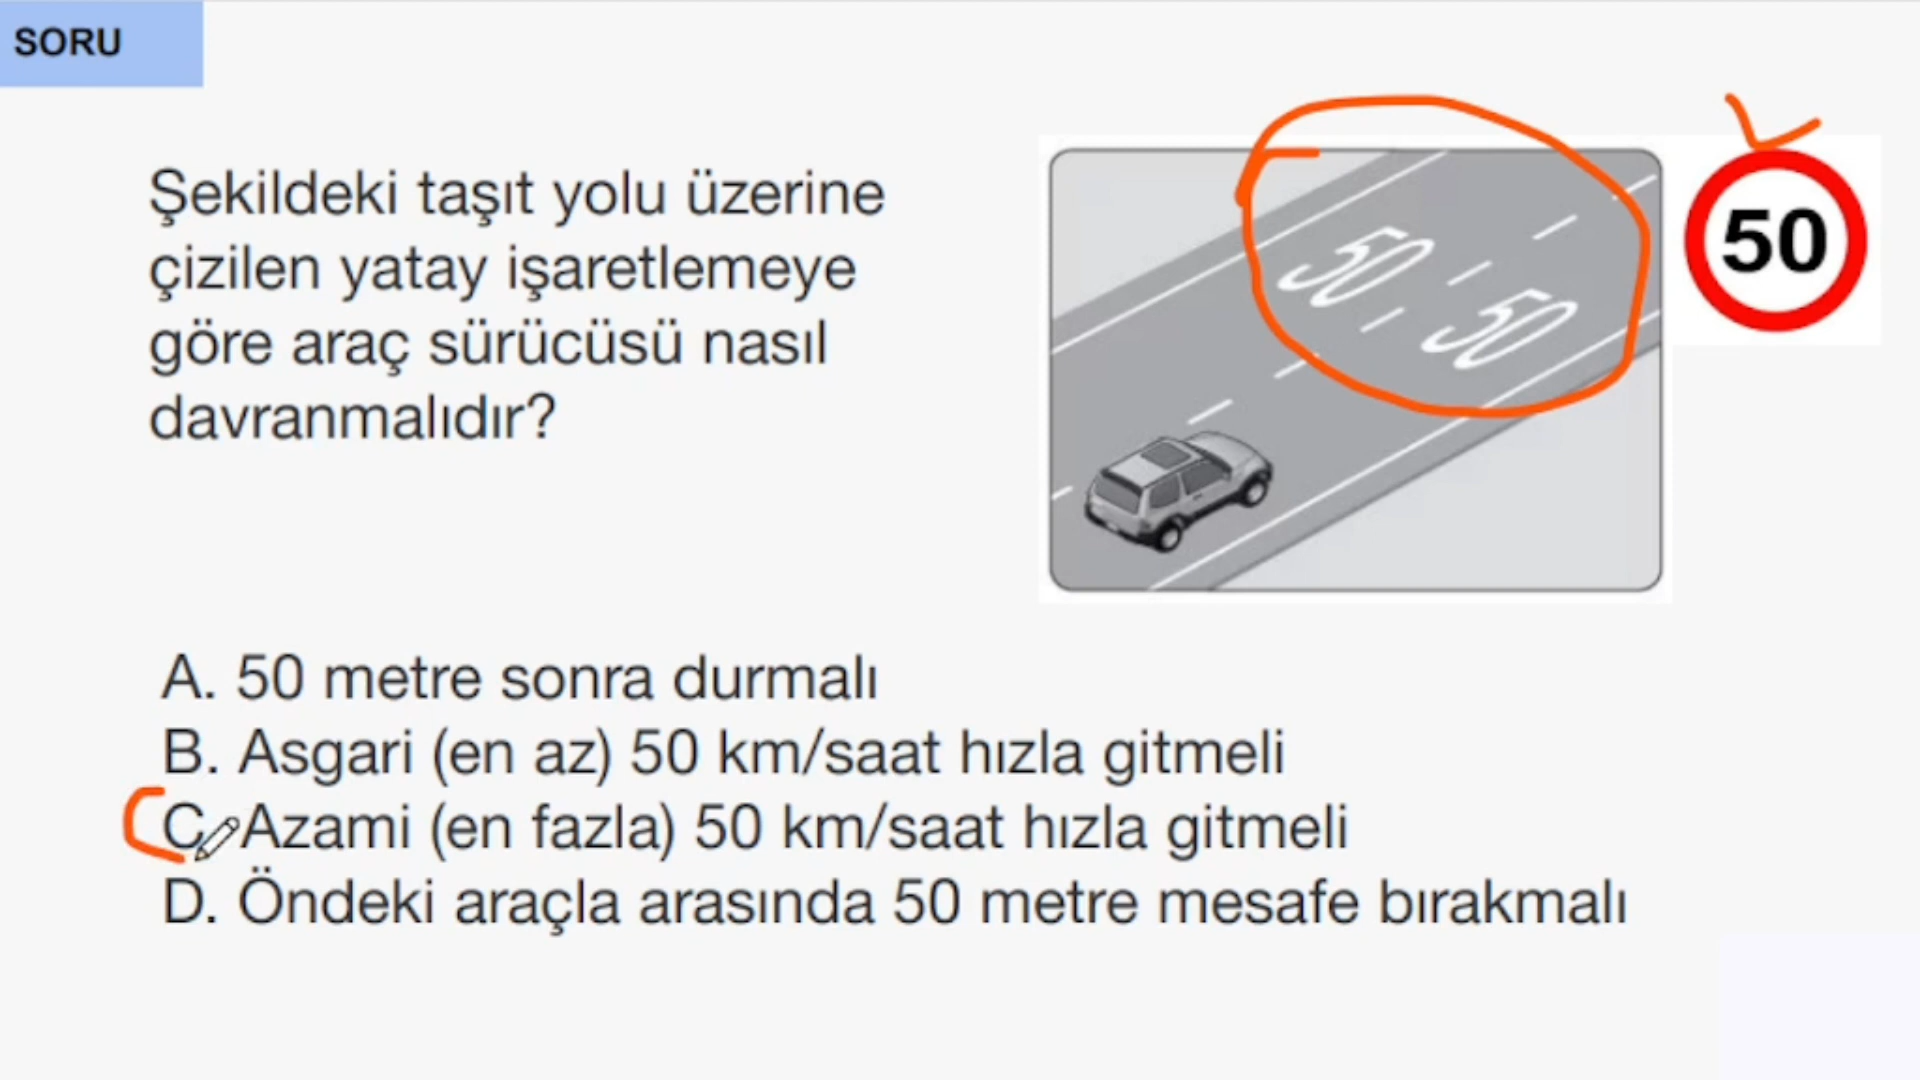 SORU
Şekildeki taşıt yolu üzerine
çizilen yatay işaretlemeye
göre araç sürücüsü nasıl
davranmalıdır?
50 50
50
A. 50 metre sonra durmalı
B. Asgari (en az) 50 km/saat hızla gitmeli
C. Azami (en fazla) 50 km/saat hızla gitmeli
D. Öndeki araçla arasında 50 metre mesafe bırakmalı